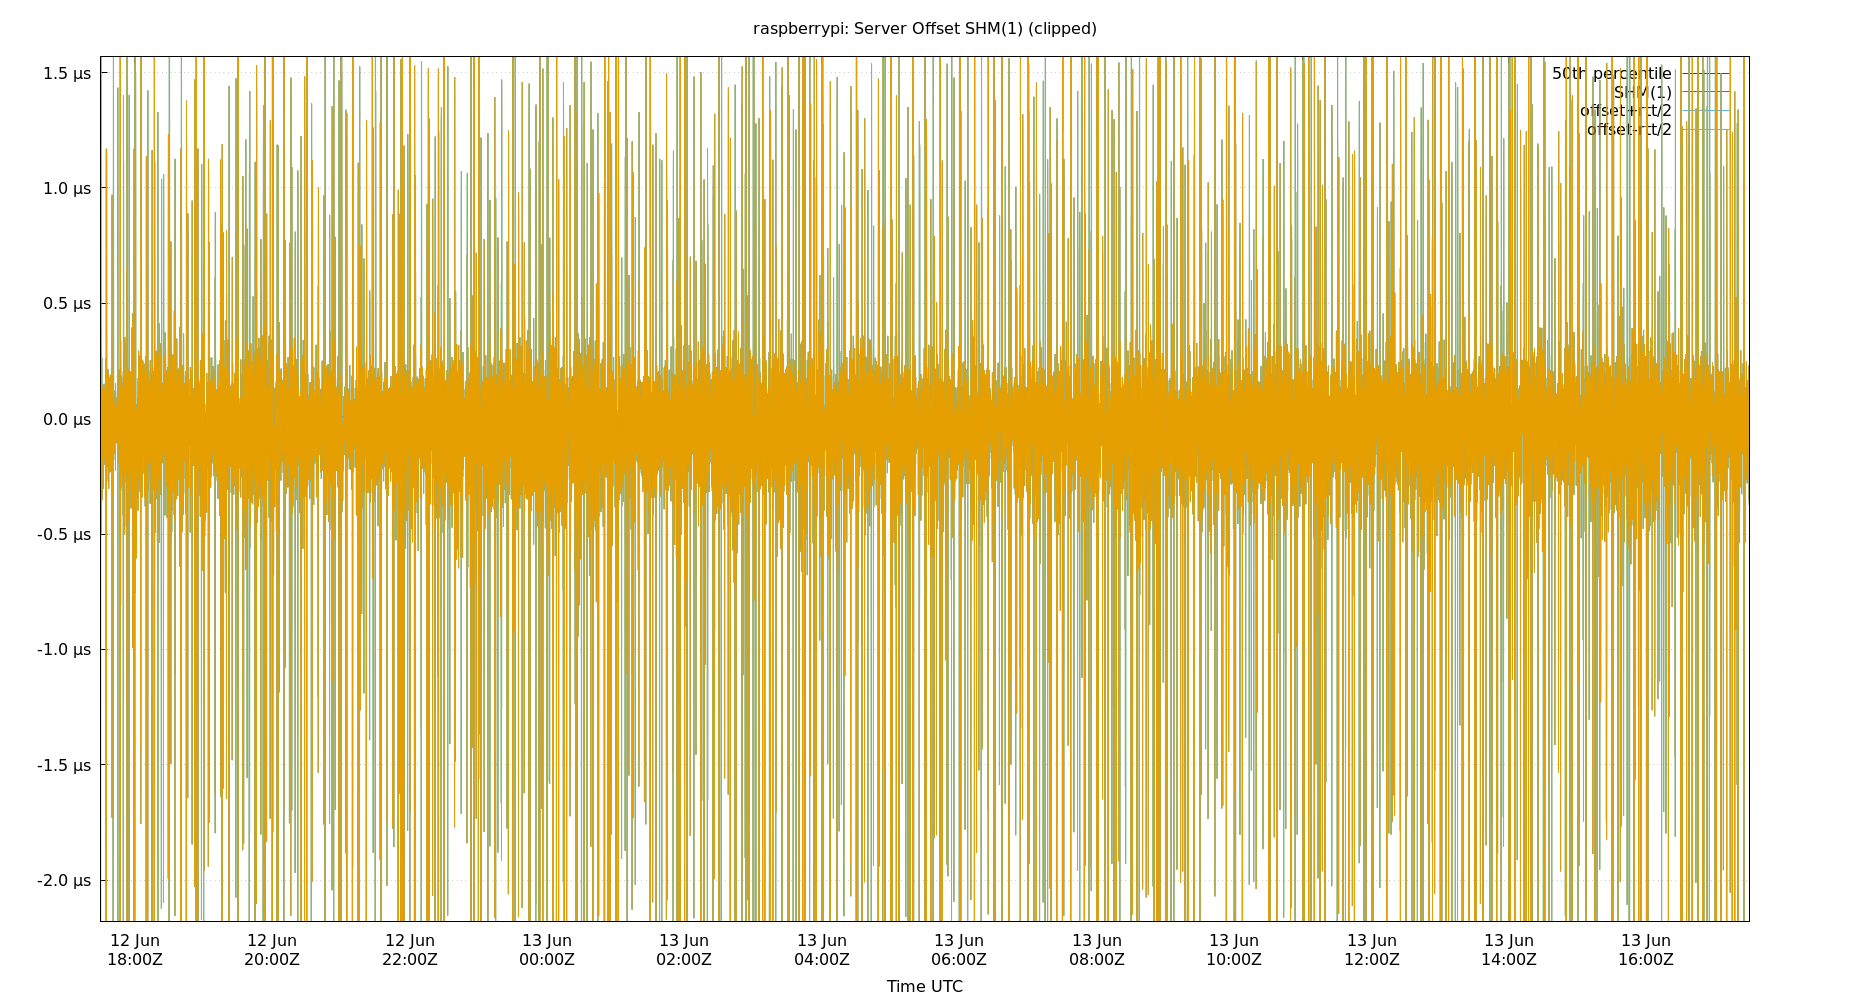 raspberrypi: Server Offset SHM(1) (clipped)
1.5 µs
1.0 µs
0.5 µs
0.0 µs
-0.5 µs
-1.0 µs
-1.5 µs
-2.0 µs
50th percentile
SHM(1)
offset+rtt/2
offset-rtt/2
12 Jun 12 Jun 12 Jun 13 Jun 13 Jun 13 Jun 13 Jun 13 Jun 13 Jun 13 Jun 13 Jun 13 Jun
18:00Z 20:00Z 22:00Z 00:00Z 02:00Z 04:00Z 06:00Z 08:00Z 10:00Z 12:00Z 14:00Z 16:00Z
Time UTC